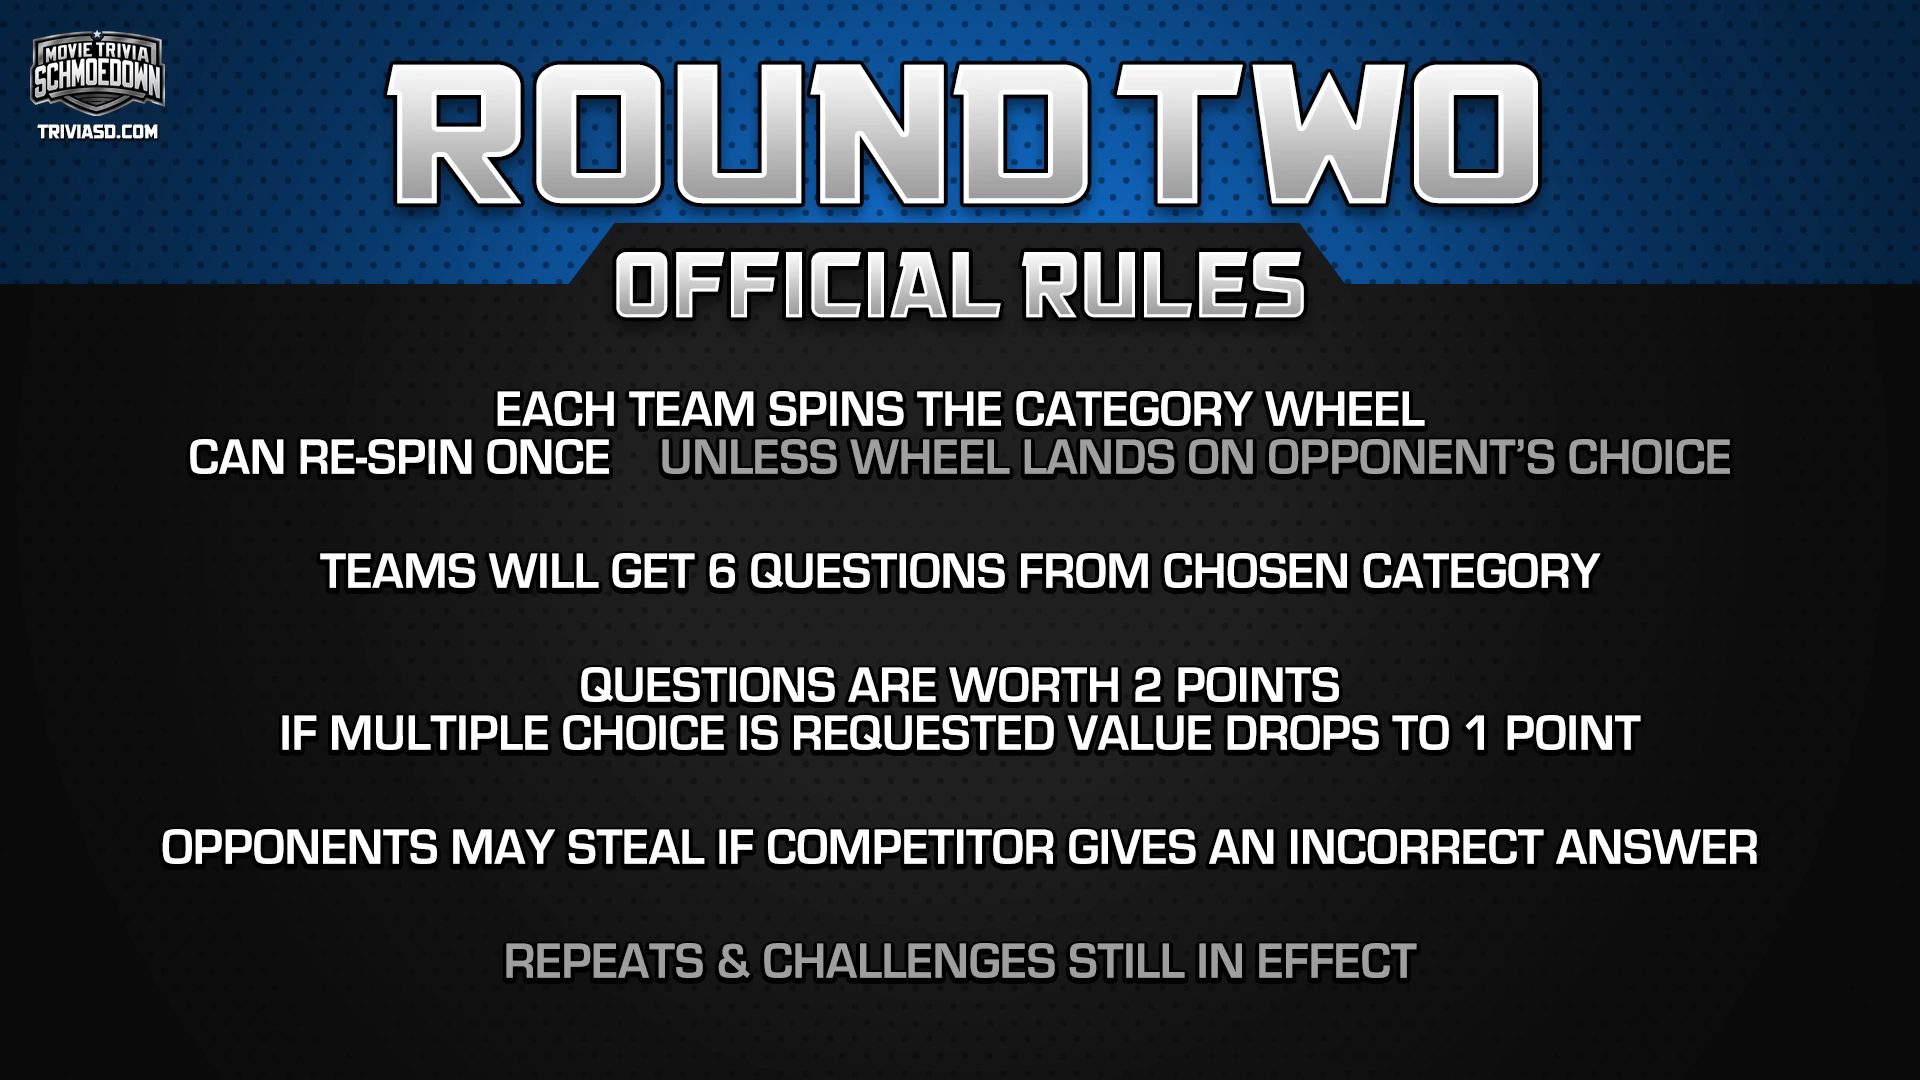 MOVIE TRIVIA
SCHMOEDOWN
TRIVIASD.COM
ROUND TWO
OFFICIAL RULES
EACH TEAM SPINS THE CATEGORY WHEEL
CAN RE-SPIN ONCE UNLESS WHEEL LANDS ON OPPONENT'S CHOICE
TEAMS WILL GET 6 QUESTIONS FROM CHOSEN CATEGORY
QUESTIONS ARE WORTH 2 POINTS
IF MULTIPLE CHOICE IS REQUESTED VALUE DROPS TO 1 POINT
OPPONENTS MAY STEAL IF COMPETITOR GIVES AN INCORRECT ANSWER
REPEATS & CHALLENGES STILL IN EFFECT